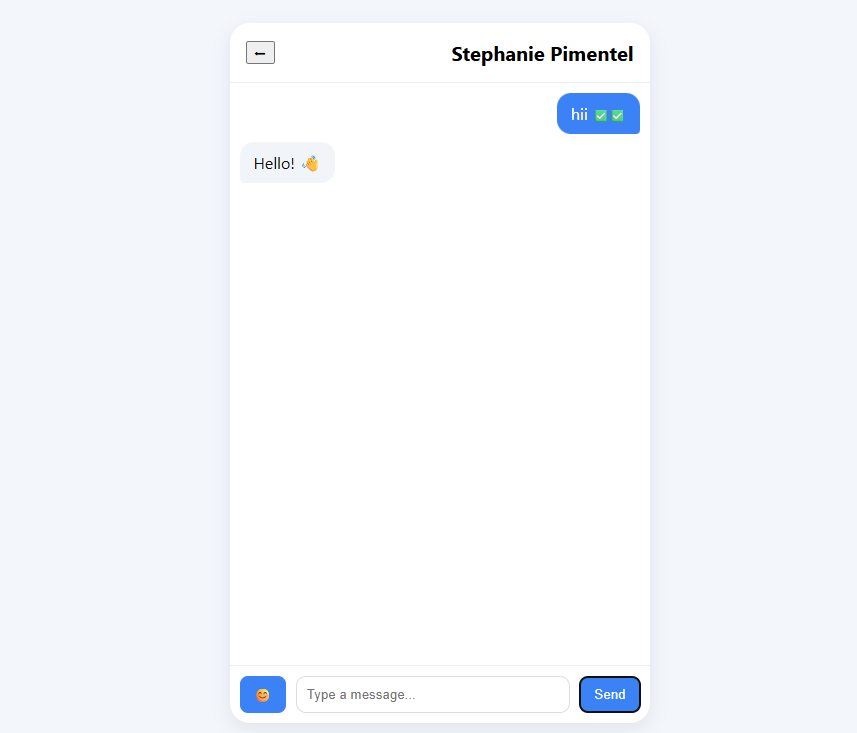 ←
Stephanie Pimentel
hii ✅✅
Hello! 👋
😊
Type a message...
Send